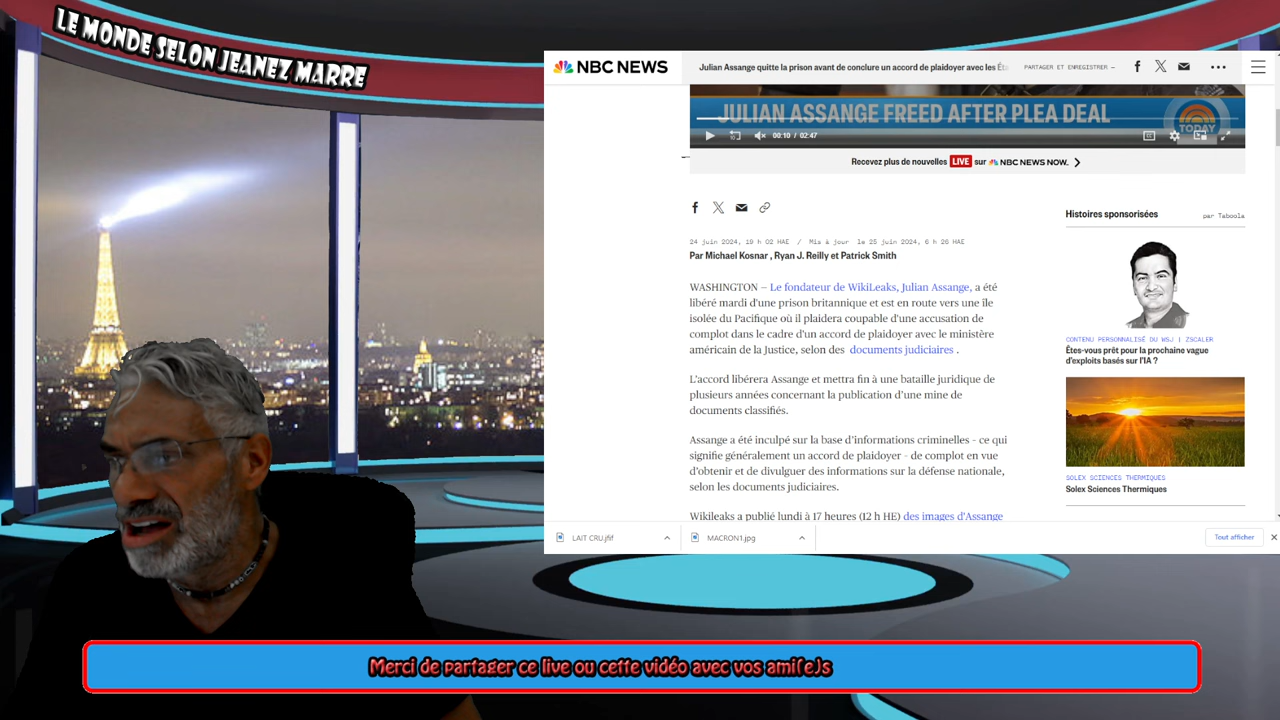 LE MONDE SELON JEANEZ MARRE
NBC NEWS
Julian Assange quitte la prison avant de conclure un accord de plaidoyer avec les Éts
PARTAGER ET ENREGISTRER —
JULIAN ASSANGE FREED AFTER PLEA DEAL
TODAY
10
00:10 / 02:47
Recevez plus de nouvelles LIVE sur NBC NEWS NOW.
24 juin 2024, 19 h 02 HAE / Mis à jour le 25 juin 2024, 6 h 26 HAE
Par Michael Kosnar , Ryan J. Reilly et Patrick Smith
WASHINGTON — Le fondateur de WikiLeaks, Julian Assange, a été
libéré mardi d'une prison britannique et est en route vers une île
isolée du Pacifique où il plaidera coupable d'une accusation de
complot dans le cadre d'un accord de plaidoyer avec le ministère
américain de la Justice, selon des documents judiciaires .
L'accord libérera Assange et mettra fin à une bataille juridique de
plusieurs années concernant la publication d'une mine de
documents classifiés.
Assange a été inculpé sur la base d'informations criminelles - ce qui
signifie généralement un accord de plaidoyer - de complot en vue
d'obtenir et de divulguer des informations sur la défense nationale,
selon les documents judiciaires.
Wikileaks a publié lundi à 17 heures (12 h HE) des images d'Assange
Histoires sponsorisées
par Taboola
CONTENU PERSONNALISÉ DU WSJ | ZSCALER
Êtes-vous prêt pour la prochaine vague
d'exploits basés sur l'IA ?
SOLEX SCIENCES THERMIQUES
Solex Sciences Thermiques
LAIT CRU.jfif
MACRON1.jpg
Tout afficher
Merci de partager ce live ou cette vidéo avec vos ami(e)s